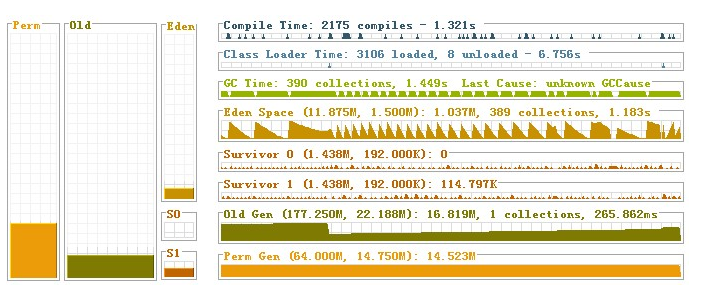 Perm
Old
Eden
S0
S1
Compile Time: 2175 compiles - 1.321s
Class Loader Time: 3106 loaded, 8 unloaded - 6.756s
GC Time: 390 collections, 1.449s Last Cause: unknown GCCause
Eden Space (11.875M, 1.500M): 1.037M, 389 collections, 1.183s
Survivor 0 (1.438M, 192.000K): 0
Survivor 1 (1.438M, 192.000K): 114.797K
Old Gen (177.250M, 22.188M): 16.819M, 1 collections, 265.862ms
Perm Gen (64.000M, 14.750M): 14.523M